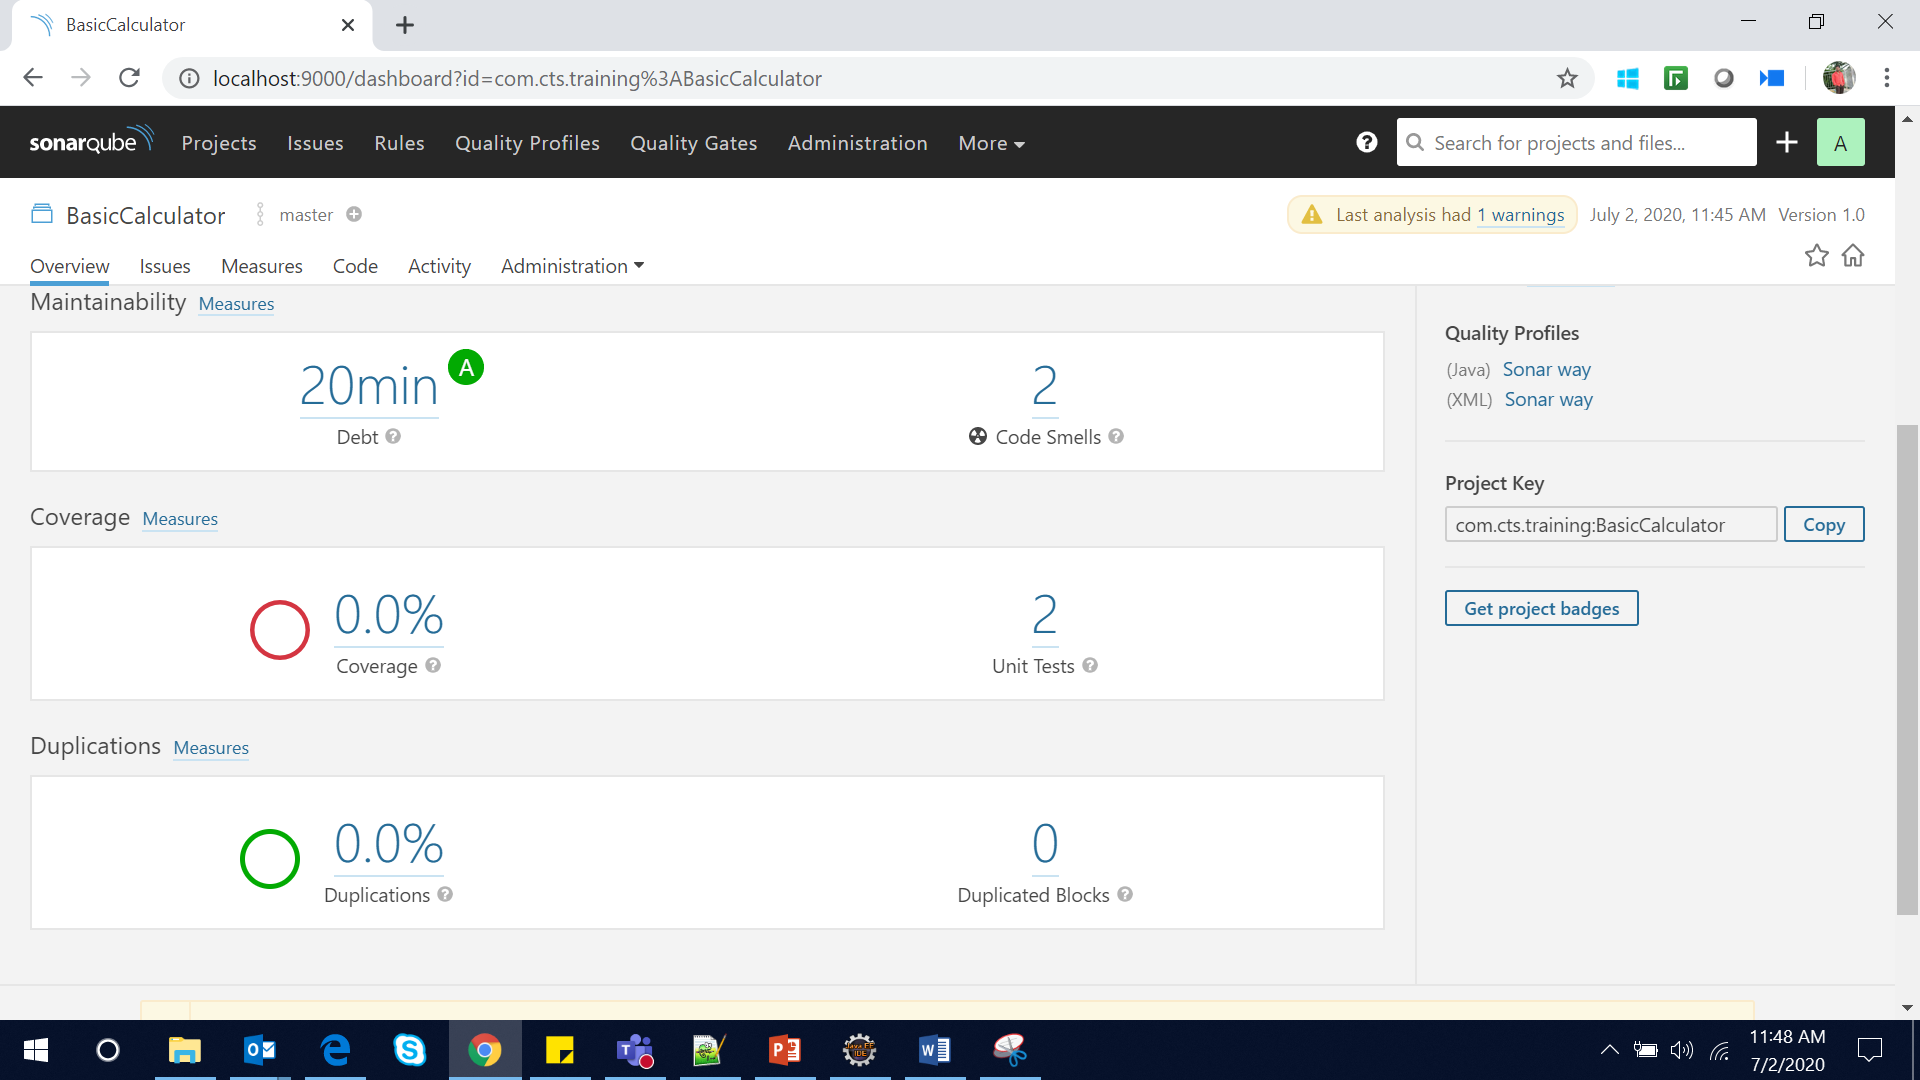 BasicCalculator
localhost:9000/dashboard?id=com.cts.training%3ABasicCalculator
sonarqube Projects Issues Rules Quality Profiles Quality Gates Administration More Search for projects and files... A
BasicCalculator master Last analysis had 1 warnings July 2, 2020, 11:45 AM Version 1.0
Overview Issues Measures Code Activity Administration
Maintainability Measures
20min A
Debt
2
Code Smells
Coverage Measures
0.0%
Coverage
2
Unit Tests
Duplications Measures
0.0%
Duplications
0
Duplicated Blocks
Quality Profiles
(Java) Sonar way
(XML) Sonar way
Project Key
com.cts.training:BasicCalculator Copy
Get project badges
11:48 AM
7/2/2020